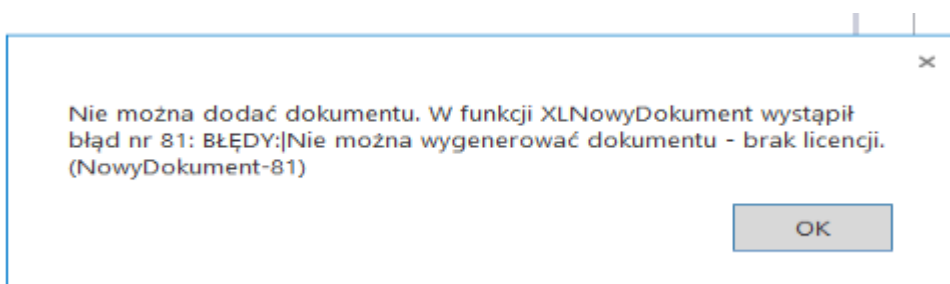 Nie można dodać dokumentu. W funkcji XLNowyDokument wystąpił
błąd nr 81: BŁĘDY:|Nie można wygenerować dokumentu - brak licencji.
(NowyDokument-81)
OK